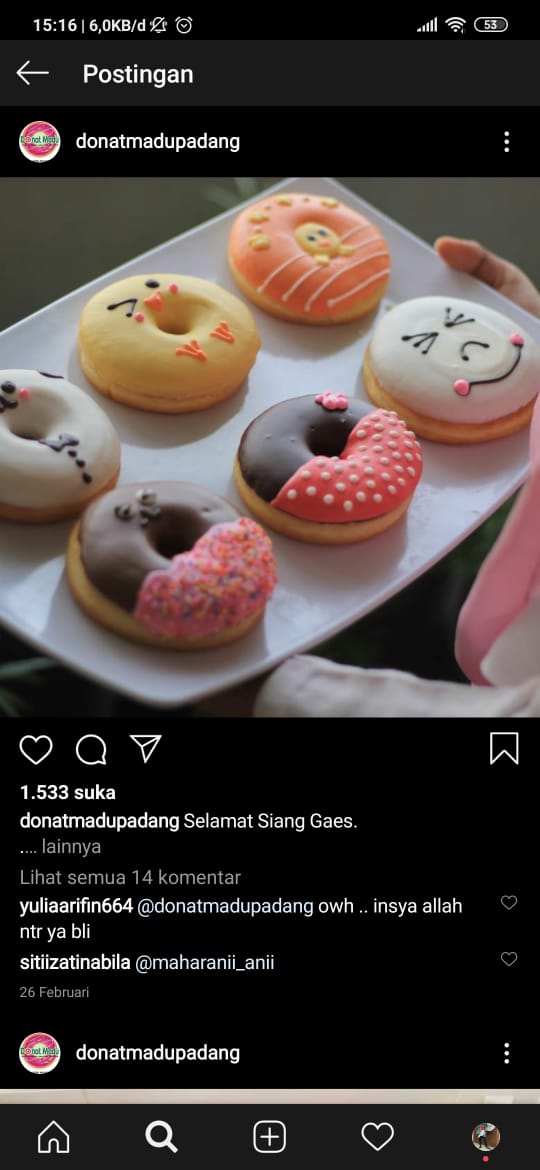 15:16 | 6,0KB/d
53
Postingan
donatmadupadang
1.533 suka
donatmadupadang Selamat Siang Gaes.
.... lainnya
Lihat semua 14 komentar
yuliaarifin664 @donatmadupadang owh .. insya allah
ntr ya bli
sitiizatinabila @maharanii_anii
26 Februari
donatmadupadang